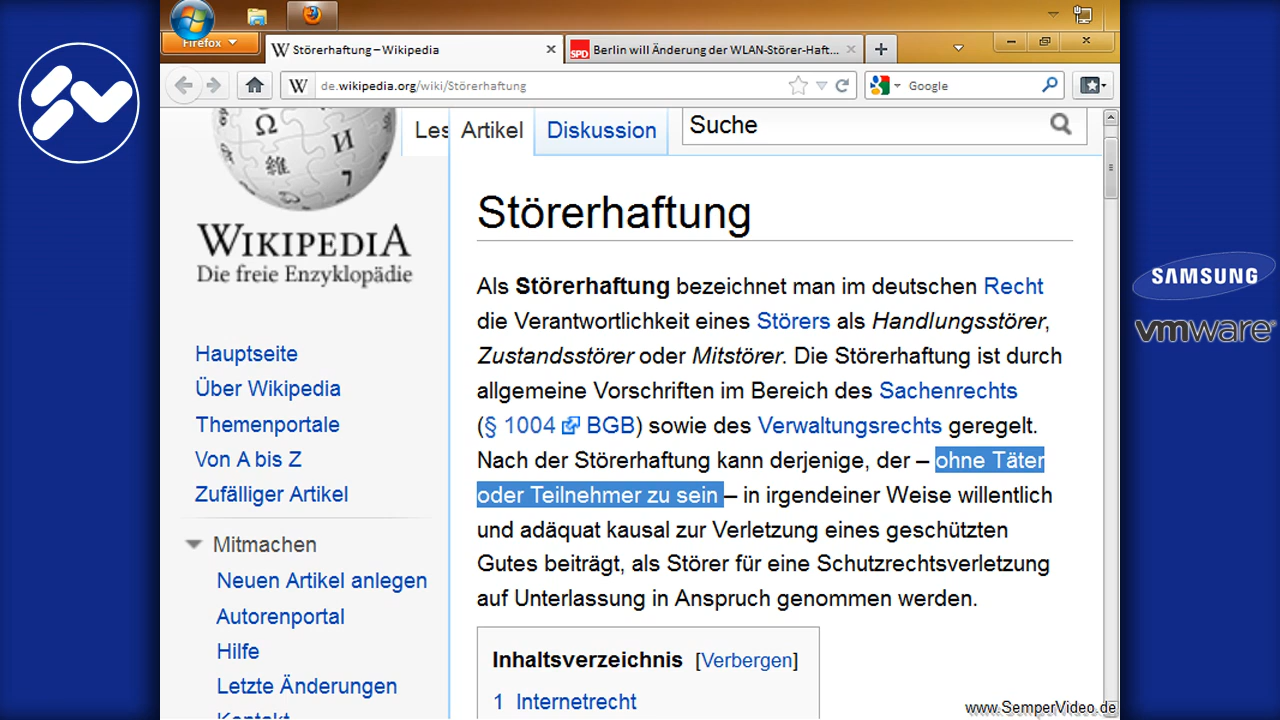 Firefox
Störerhaftung – Wikipedia
SPD
Berlin will Änderung der WLAN-Störer-Haft...
W
de.wikipedia.org/wiki/Störerhaftung
Google
Les
Artikel
Diskussion
Suche
Ω
И
維
7
WIKIPEDIA
Die freie Enzyklopädie
Hauptseite
Über Wikipedia
Themenportale
Von A bis Z
Zufälliger Artikel
Mitmachen
Neuen Artikel anlegen
Autorenportal
Hilfe
Letzte Änderungen
Kontakt
Störerhaftung
Als Störerhaftung bezeichnet man im deutschen Recht
die Verantwortlichkeit eines Störers als Handlungsstörer,
Zustandsstörer oder Mitstörer. Die Störerhaftung ist durch
allgemeine Vorschriften im Bereich des Sachenrechts
(§ 1004 BGB) sowie des Verwaltungsrechts geregelt.
Nach der Störerhaftung kann derjenige, der – ohne Täter
oder Teilnehmer zu sein – in irgendeiner Weise willentlich
und adäquat kausal zur Verletzung eines geschützten
Gutes beiträgt, als Störer für eine Schutzrechtsverletzung
auf Unterlassung in Anspruch genommen werden.
Inhaltsverzeichnis [Verbergen]
1 Internetrecht
SAMSUNG
vmware®
www.SemperVideo.de